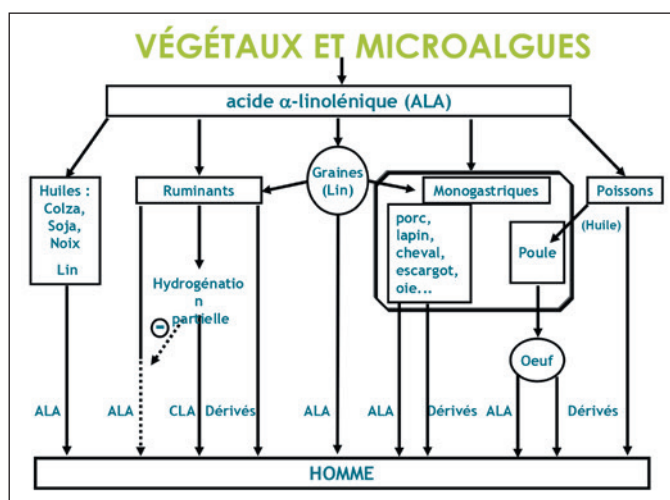 VÉGÉTAUX ET MICROALGUES
acide α-linolénique (ALA)
Huiles :
Colza,
Soja,
Noix
Lin
Ruminants
Graines
(Lin)
Monogastriques
Poissons
porc,
lapin,
cheval,
escargot,
oie...
Poule
(Huile)
Hydrogénatio
n
partielle
-
Oeuf
ALA
ALA
CLA
Dérivés
ALA
ALA
Dérivés
ALA
Dérivés
HOMME